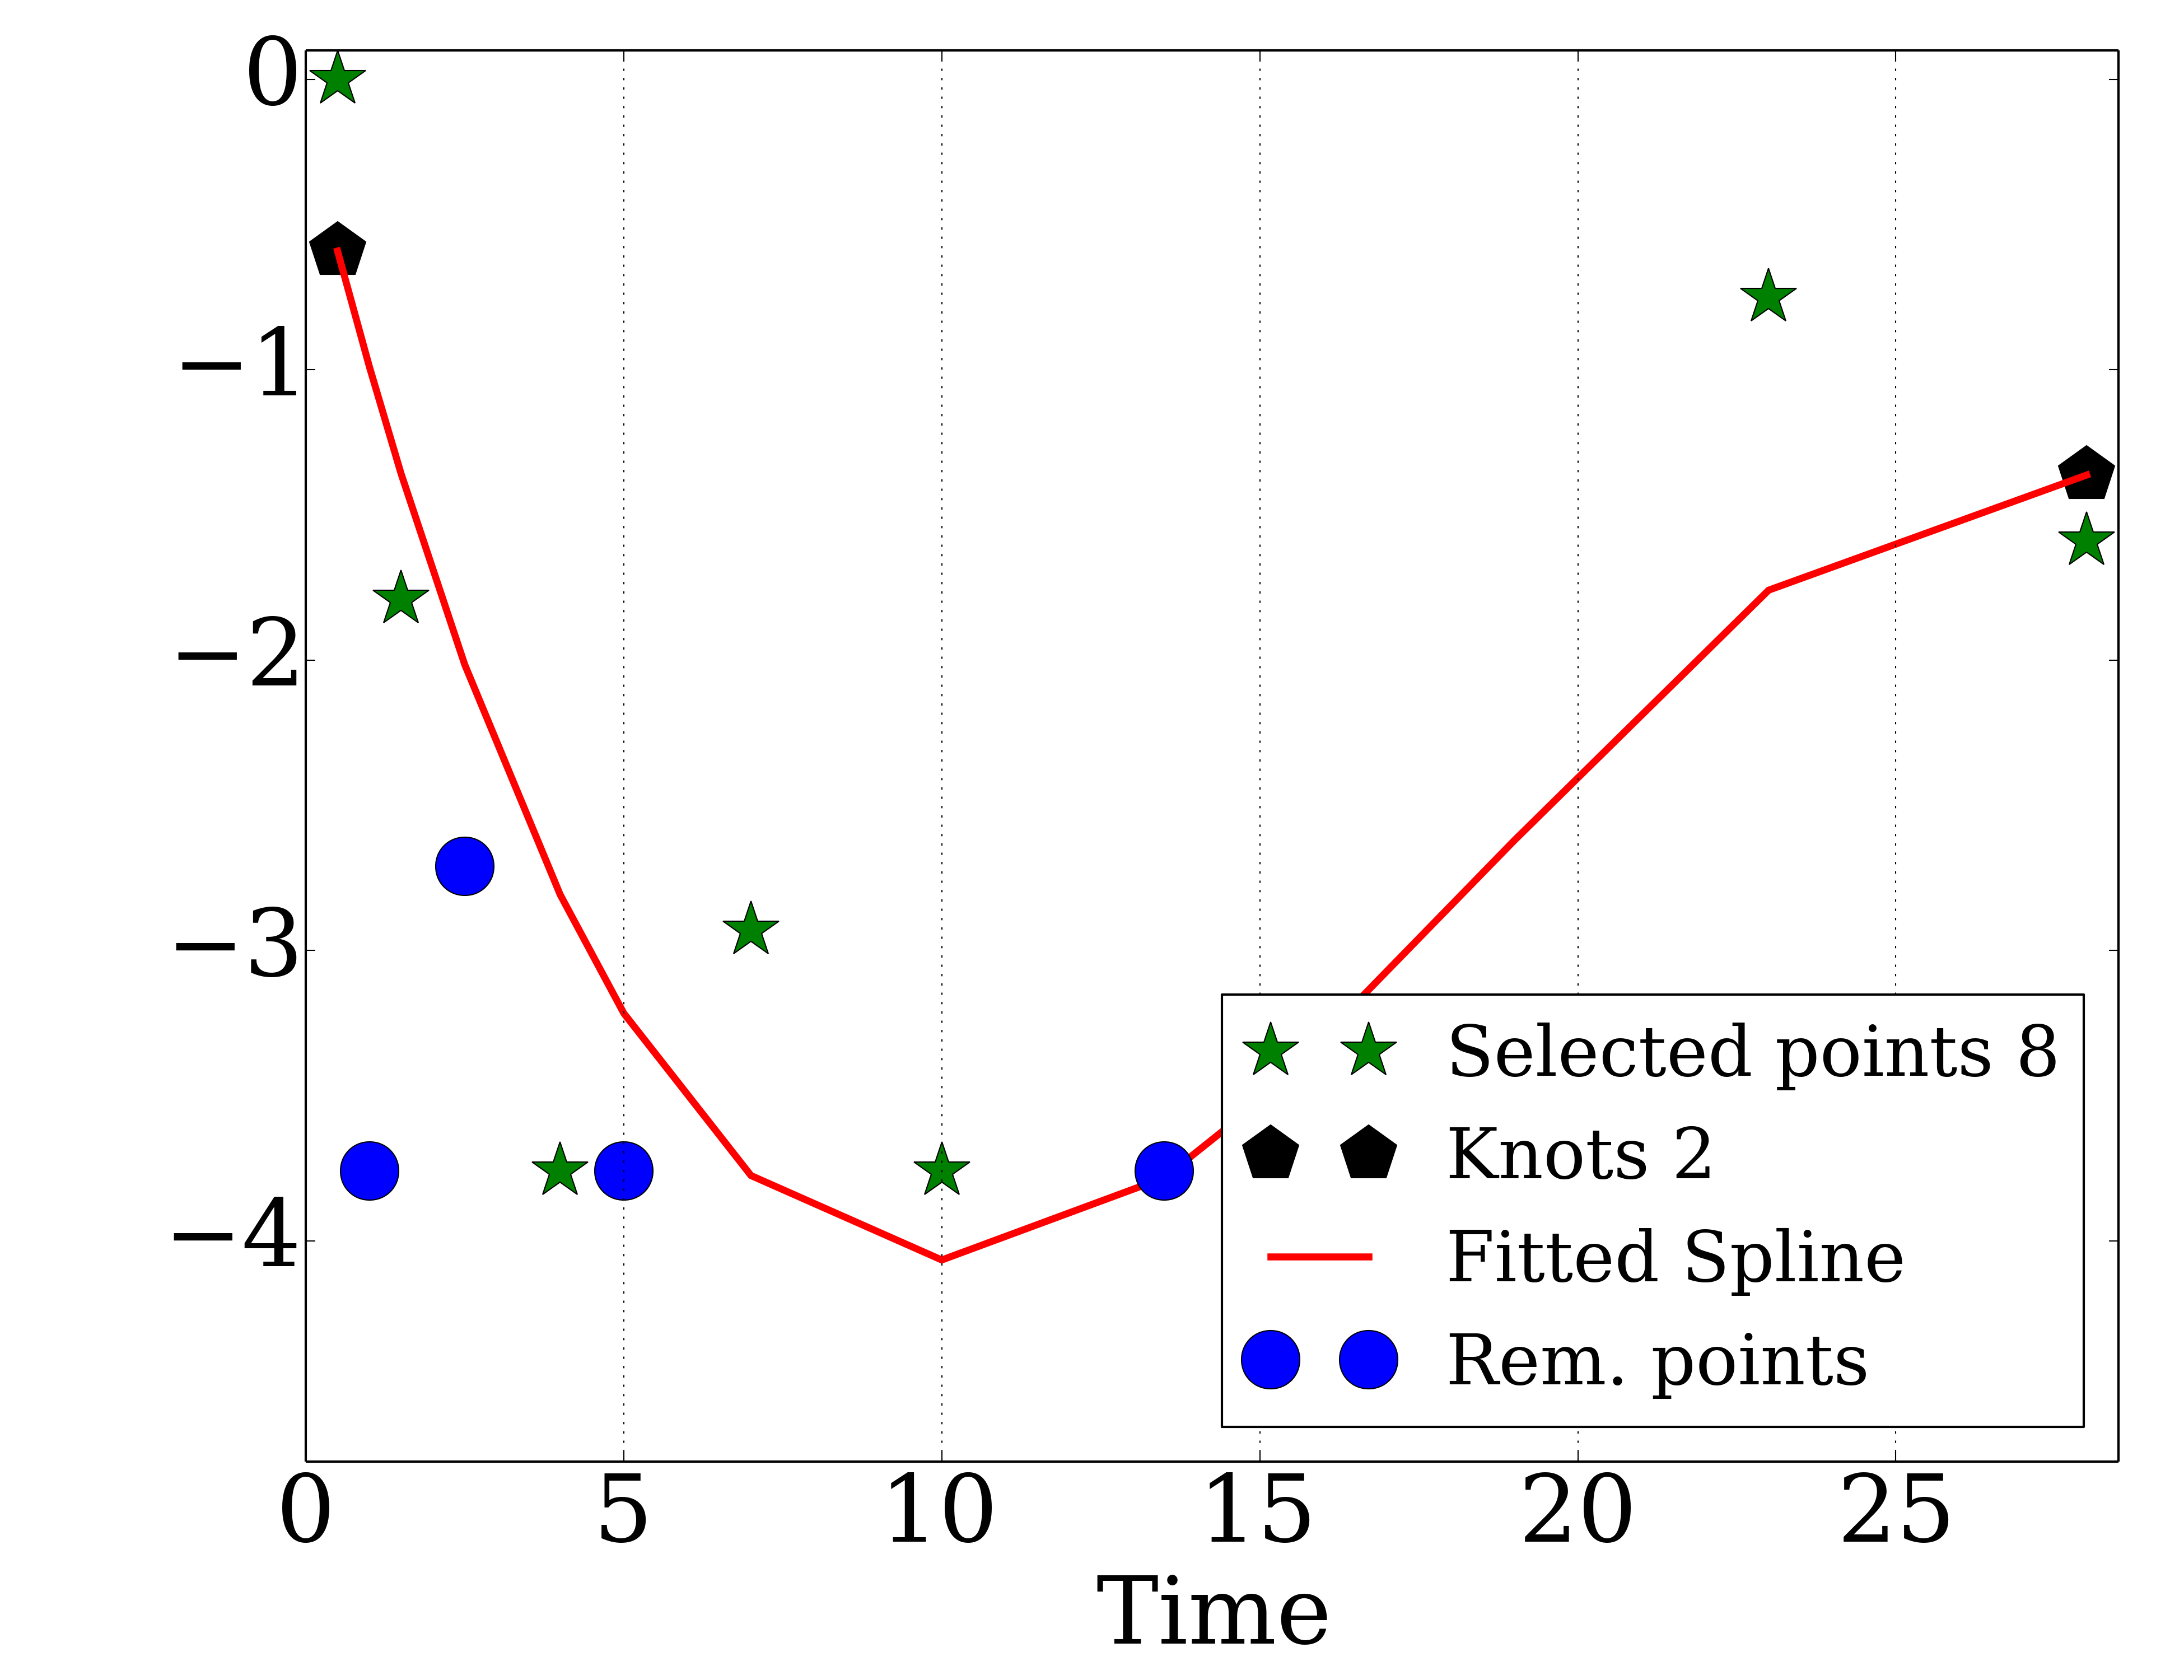 0
−1
−2
−3
−4
Selected points 8
Knots 2
Fitted Spline
Rem. points
0 5 10 15 20 25
Time